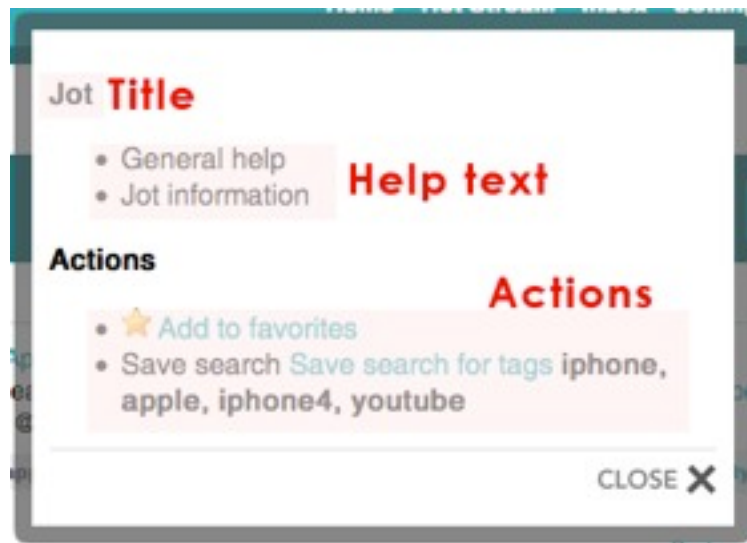 Jot Title
• General help
• Jot information
Help text
Actions
Actions
• Add to favorites
• Save search Save search for tags iphone,
apple, iphone4, youtube
CLOSE